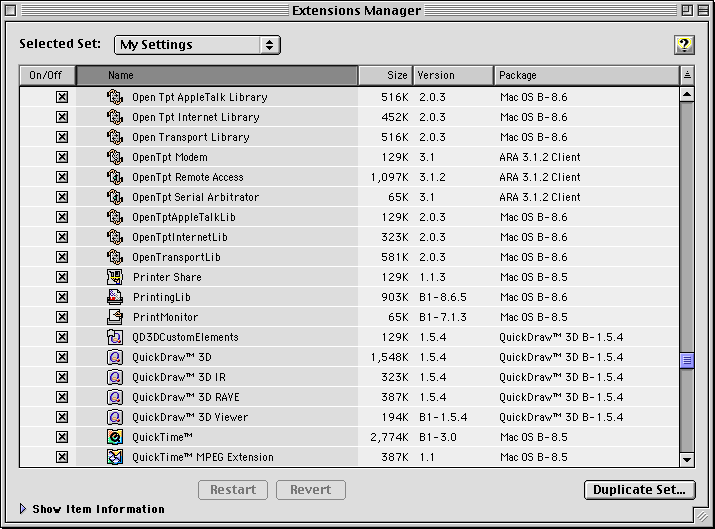 Extensions Manager
Selected Set: My Settings
?
On/Off Name Size Version Package
Open Tpt AppleTalk Library 516K 2.0.3 Mac OS B-8.6
Open Tpt Internet Library 452K 2.0.3 Mac OS B-8.6
Open Transport Library 516K 2.0.3 Mac OS B-8.6
OpenTpt Modem 129K 3.1 ARA 3.1.2 Client
OpenTpt Remote Access 1,097K 3.1.2 ARA 3.1.2 Client
OpenTpt Serial Arbitrator 65K 3.1 ARA 3.1.2 Client
OpenTptAppleTalkLib 129K 2.0.3 Mac OS B-8.6
OpenTptInternetLib 323K 2.0.3 Mac OS B-8.6
OpenTransportLib 581K 2.0.3 Mac OS B-8.6
Printer Share 129K 1.1.3 Mac OS B-8.5
PrintingLib 903K B1-8.6.5 Mac OS B-8.5
PrintMonitor 65K B1-7.1.3 Mac OS B-8.5
QD3DCustomElements 129K 1.5.4 QuickDraw™ 3D B-1.5.4
QuickDraw™ 3D 1,548K 1.5.4 QuickDraw™ 3D B-1.5.4
QuickDraw™ 3D IR 323K 1.5.4 QuickDraw™ 3D B-1.5.4
QuickDraw™ 3D RAVE 387K 1.5.4 QuickDraw™ 3D B-1.5.4
QuickDraw™ 3D Viewer 194K B1-1.5.4 QuickDraw™ 3D B-1.5.4
QuickTime™ 2,774K B1-3.0 Mac OS B-8.5
QuickTime™ MPEG Extension 387K 1.1 Mac OS B-8.5
Restart Revert Duplicate Set...
Show Item Information